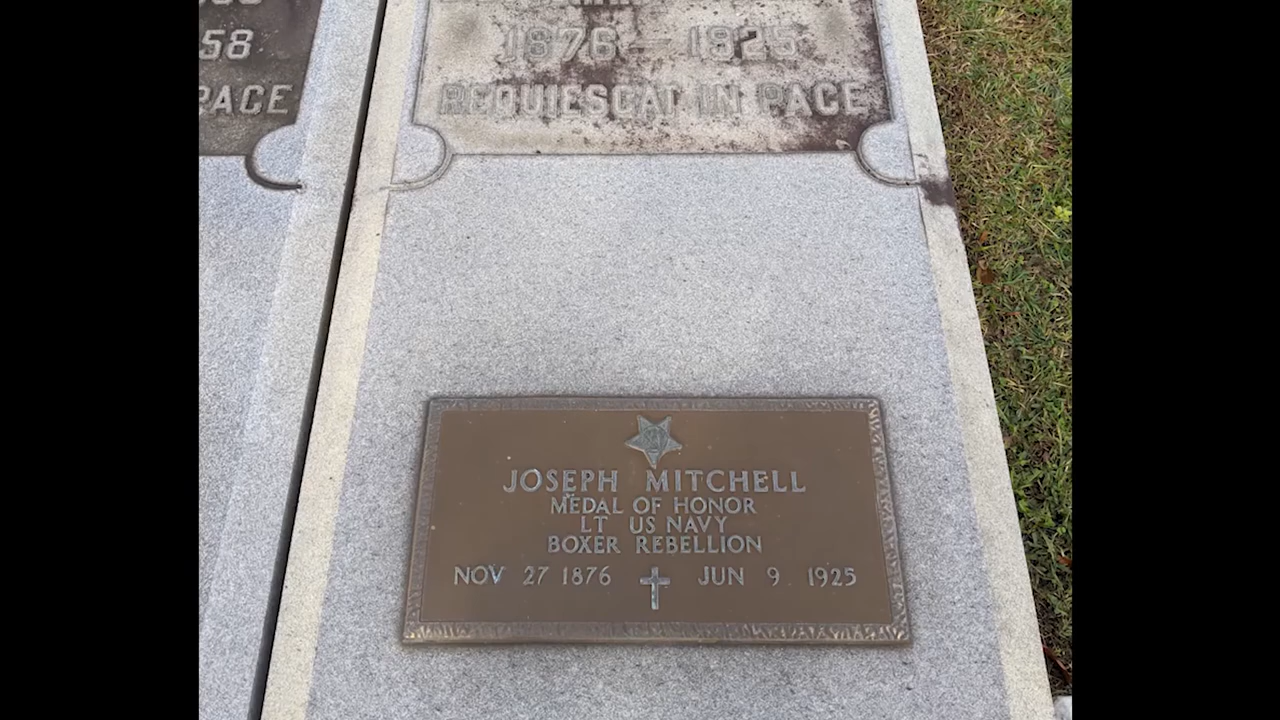 58
PACE
1876 – 1925
REQUIESCAT IN PACE
JOSEPH MITCHELL
MEDAL OF HONOR
LT US NAVY
BOXER REBELLION
NOV 27 1876 JUN 9 1925